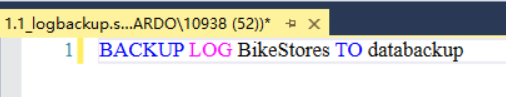 1.1_logbackup.s...ARDO\10938 (52))*
1 BACKUP LOG BikeStores TO databackup